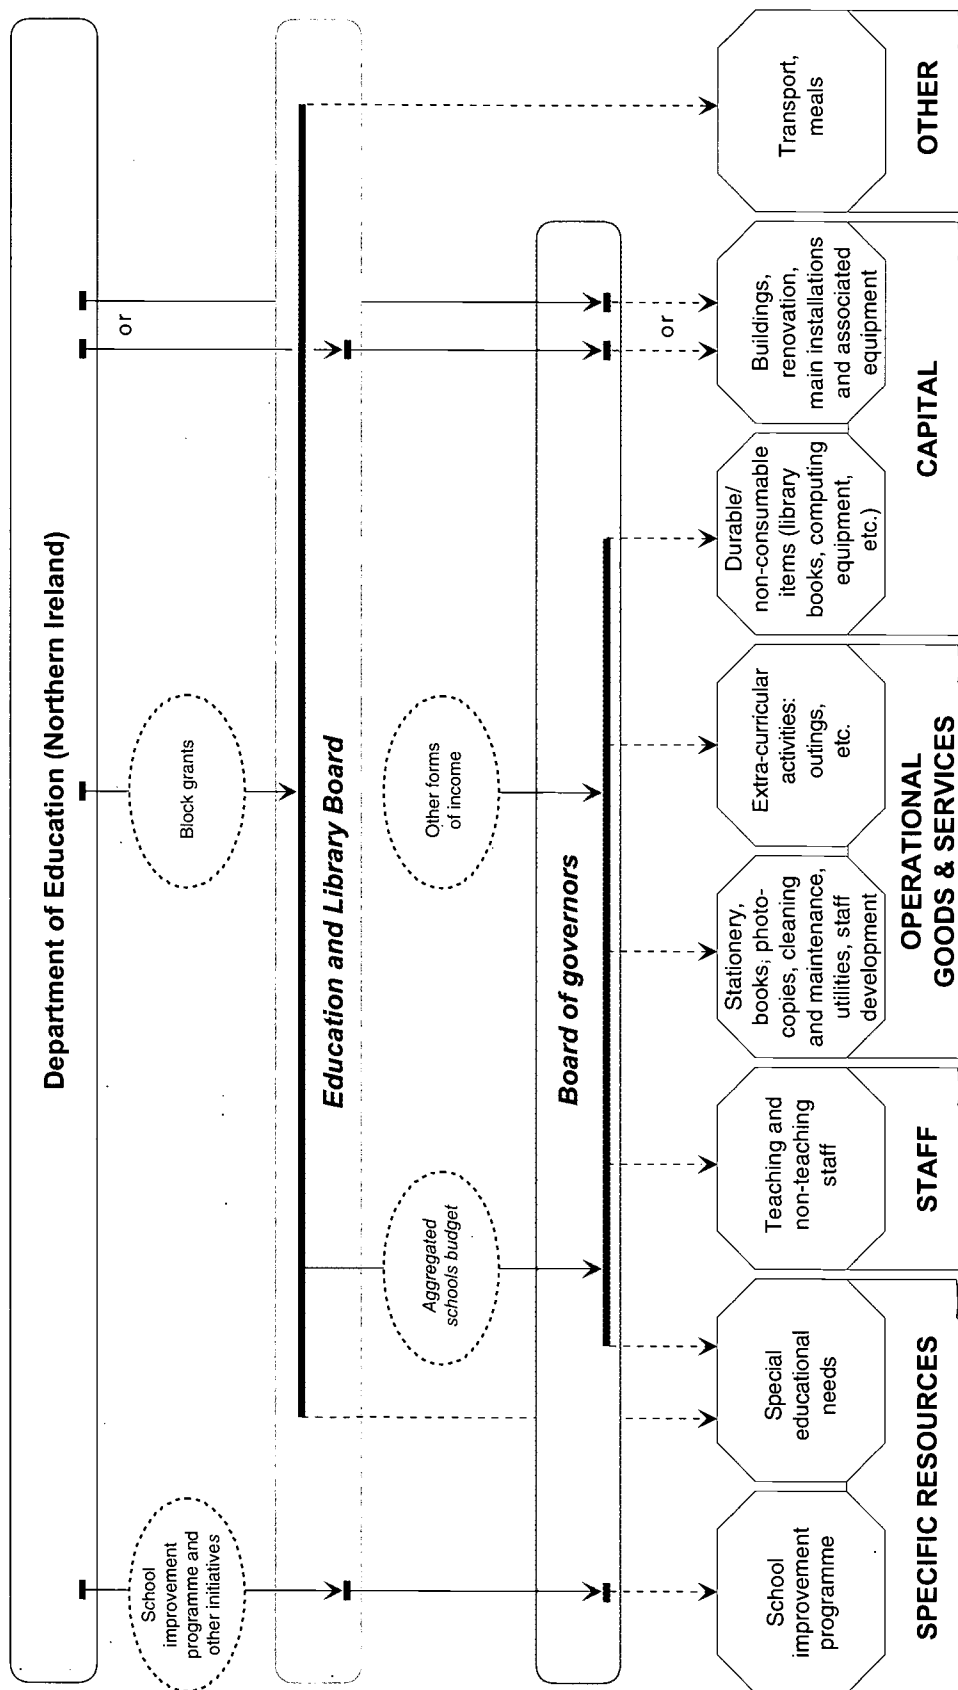 Department of Education (Northern Ireland)
School
improvement
programme and
other initiatives
Block grants
or
Education and Library Board
Aggregated
schools budget
Other forms
of income
Board of governors
or
School
improvement
programme
Special
educational
needs
Teaching and
non-teaching
staff
Stationery,
books, photo-
copies, cleaning
and maintenance,
utilities, staff
development
Extra-curricular
activities:
outings,
etc.
Durable/
non-consumable
items (library
books, computing
equipment,
etc.)
Buildings,
renovation,
main installations
and associated
equipment
Transport,
meals
SPECIFIC RESOURCES
STAFF
OPERATIONAL
GOODS & SERVICES
CAPITAL
OTHER